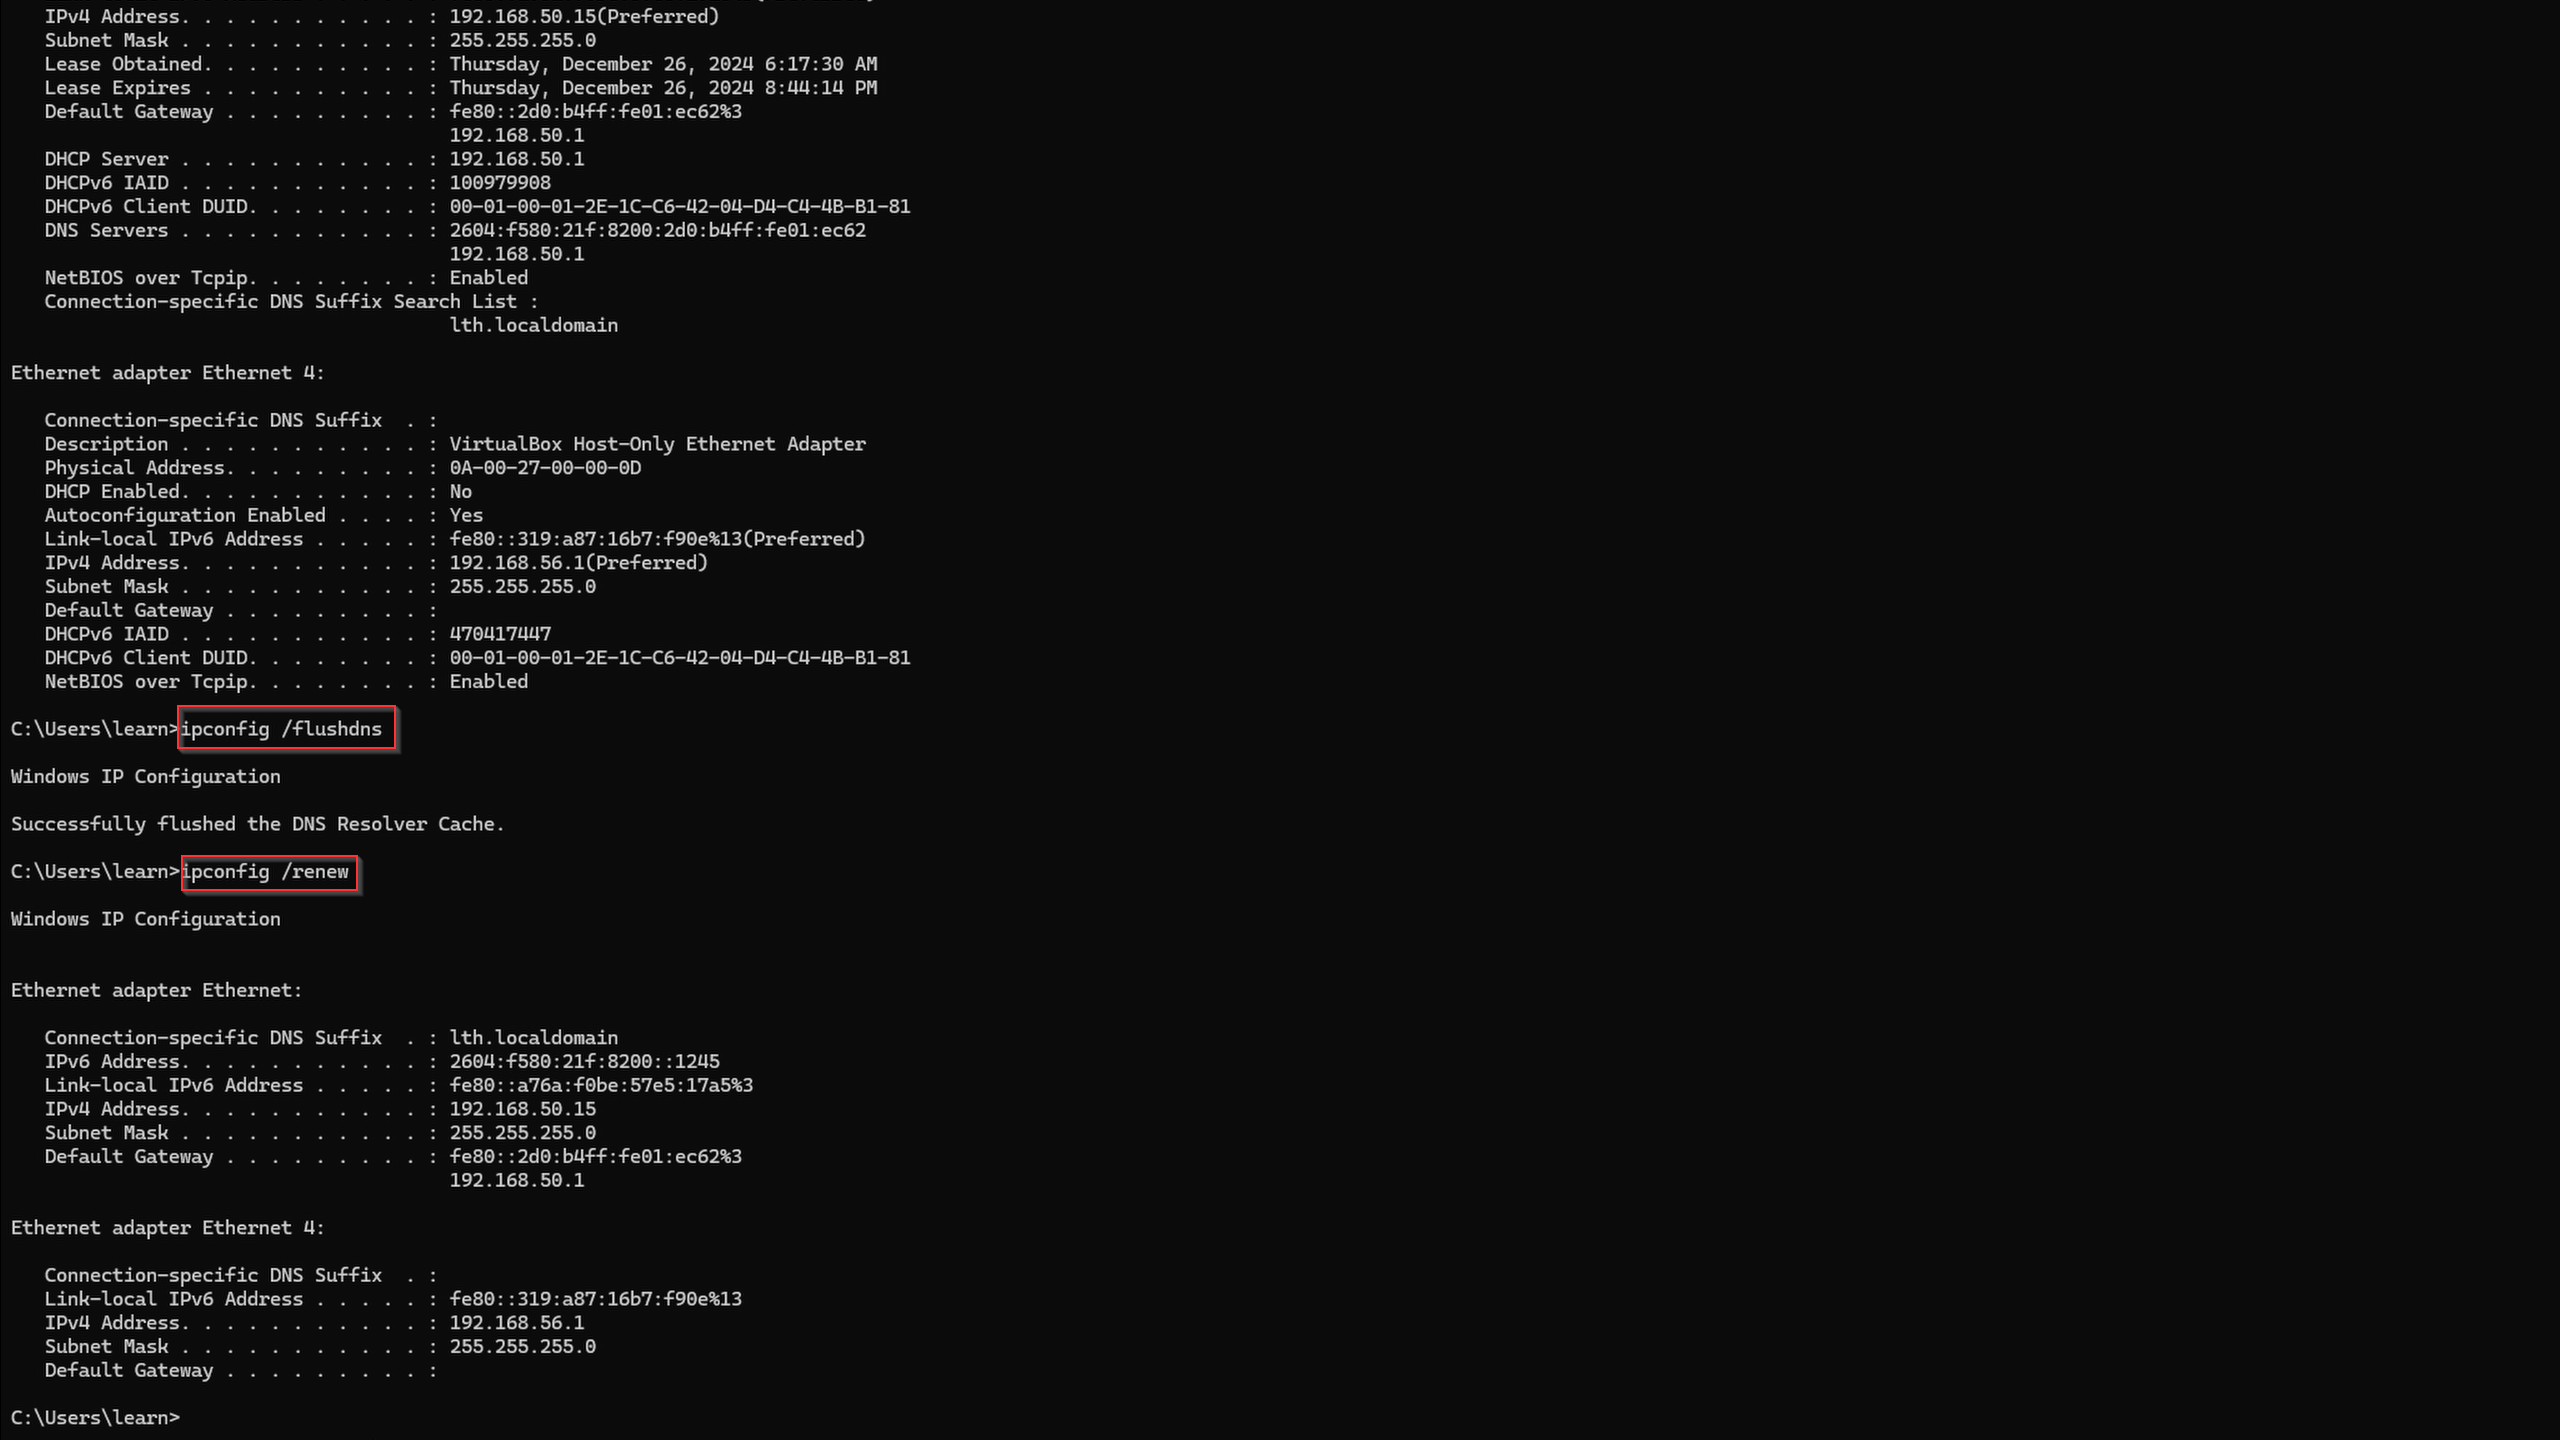 IPv4 Address. . . . . . . . . . . : 192.168.50.15(Preferred)
Subnet Mask . . . . . . . . . . . : 255.255.255.0
Lease Obtained. . . . . . . . . . : Thursday, December 26, 2024 6:17:30 AM
Lease Expires . . . . . . . . . . : Thursday, December 26, 2024 8:44:14 PM
Default Gateway . . . . . . . . . : fe80::2d0:b4ff:fe01:ec62%3
192.168.50.1
DHCP Server . . . . . . . . . . . : 192.168.50.1
DHCPv6 IAID . . . . . . . . . . . : 100979908
DHCPv6 Client DUID. . . . . . . . : 00-01-00-01-2E-1C-C6-42-04-D4-C4-4B-B1-81
DNS Servers . . . . . . . . . . . : 2604:f580:21f:8200:2d0:b4ff:fe01:ec62
192.168.50.1
NetBIOS over Tcpip. . . . . . . . : Enabled
Connection-specific DNS Suffix Search List :
lth.localdomain
Ethernet adapter Ethernet 4:
Connection-specific DNS Suffix  . :
Description . . . . . . . . . . . : VirtualBox Host-Only Ethernet Adapter
Physical Address. . . . . . . . . : 0A-00-27-00-00-0D
DHCP Enabled. . . . . . . . . . . : No
Autoconfiguration Enabled . . . . : Yes
Link-local IPv6 Address . . . . . : fe80::319:a87:16b7:f90e%13(Preferred)
IPv4 Address. . . . . . . . . . . : 192.168.56.1(Preferred)
Subnet Mask . . . . . . . . . . . : 255.255.255.0
Default Gateway . . . . . . . . . :
DHCPv6 IAID . . . . . . . . . . . : 470417447
DHCPv6 Client DUID. . . . . . . . : 00-01-00-01-2E-1C-C6-42-04-D4-C4-4B-B1-81
NetBIOS over Tcpip. . . . . . . . : Enabled
C:\Users\learn>ipconfig /flushdns
Windows IP Configuration
Successfully flushed the DNS Resolver Cache.
C:\Users\learn>ipconfig /renew
Windows IP Configuration
Ethernet adapter Ethernet:
Connection-specific DNS Suffix  . : lth.localdomain
IPv6 Address. . . . . . . . . . . : 2604:f580:21f:8200::1245
Link-local IPv6 Address . . . . . : fe80::a76a:f0be:57e5:17a5%3
IPv4 Address. . . . . . . . . . . : 192.168.50.15
Subnet Mask . . . . . . . . . . . : 255.255.255.0
Default Gateway . . . . . . . . . : fe80::2d0:b4ff:fe01:ec62%3
192.168.50.1
Ethernet adapter Ethernet 4:
Connection-specific DNS Suffix  . :
Link-local IPv6 Address . . . . . : fe80::319:a87:16b7:f90e%13
IPv4 Address. . . . . . . . . . . : 192.168.56.1
Subnet Mask . . . . . . . . . . . : 255.255.255.0
Default Gateway . . . . . . . . . :
C:\Users\learn>